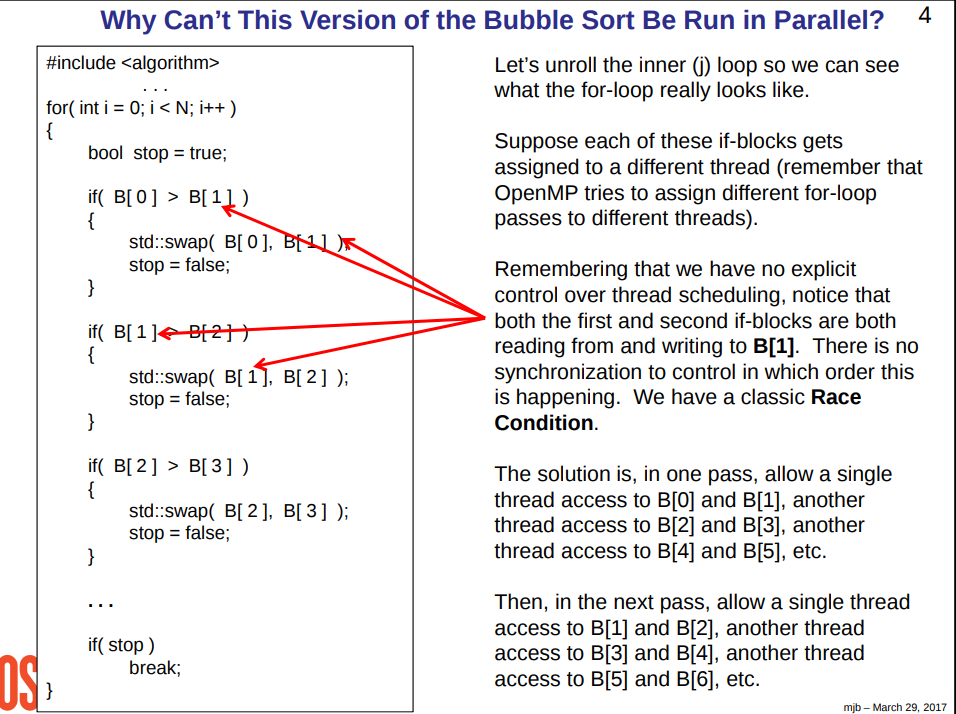 Why Can't This Version of the Bubble Sort Be Run in Parallel?
4
#include <algorithm>
. . .
for( int i = 0; i < N; i++ )
{
bool stop = true;
if( B[ 0 ] > B[ 1 ] )
{
std::swap( B[ 0 ], B[ 1 ] );
stop = false;
}
if( B[ 1 ] > B[ 2 ] )
{
std::swap( B[ 1 ], B[ 2 ] );
stop = false;
}
if( B[ 2 ] > B[ 3 ] )
{
std::swap( B[ 2 ], B[ 3 ] );
stop = false;
}
. . .
if( stop )
break;
}
Let's unroll the inner (j) loop so we can see
what the for-loop really looks like.
Suppose each of these if-blocks gets
assigned to a different thread (remember that
OpenMP tries to assign different for-loop
passes to different threads).
Remembering that we have no explicit
control over thread scheduling, notice that
both the first and second if-blocks are both
reading from and writing to B[1]. There is no
synchronization to control in which order this
is happening. We have a classic Race
Condition.
The solution is, in one pass, allow a single
thread access to B[0] and B[1], another
thread access to B[2] and B[3], another
thread access to B[4] and B[5], etc.
Then, in the next pass, allow a single thread
access to B[1] and B[2], another thread
access to B[3] and B[4], another thread
access to B[5] and B[6], etc.
OS
mjb – March 29, 2017